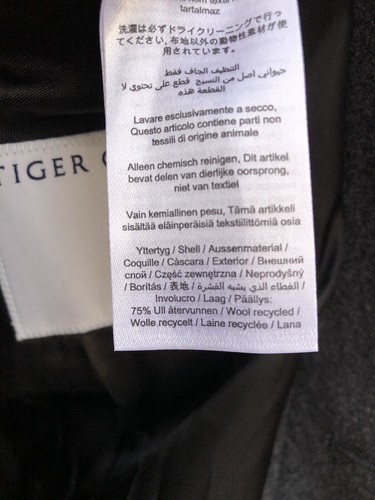 tartalmaz
洗濯は必ずドライクリーニングで行っ
てください。布地以外の動物性素材が使
用されています。
التنظيف الجاف فقط
حيواني أصل من النسيج قطع على تحتوي لا
القطعة هذه
Lavare esclusivamente a secco,
Questo articolo contiene parti non
tessili di origine animale
Alleen chemisch reinigen, Dit artikel
bevat delen van dierlijke oorsprong,
niet van textiel
TIGER
Vain kemiallinen pesu, Tämä artikkeli
sisältää eläinperäisiä tekstiilittömiä osia
Yttertyg / Shell / Aussenmaterial /
Coquille / Càscara / Exterior / Внешний
слой / Część zewnętrzna / Neprodyšný
/ Borítás / 表地 / الغطاء الذي يشبه القشرة /
Involucro / Laag / Päällys:
75% Ull återvunnen / Wool recycled /
Wolle recycelt / Laine recyclée / Lana